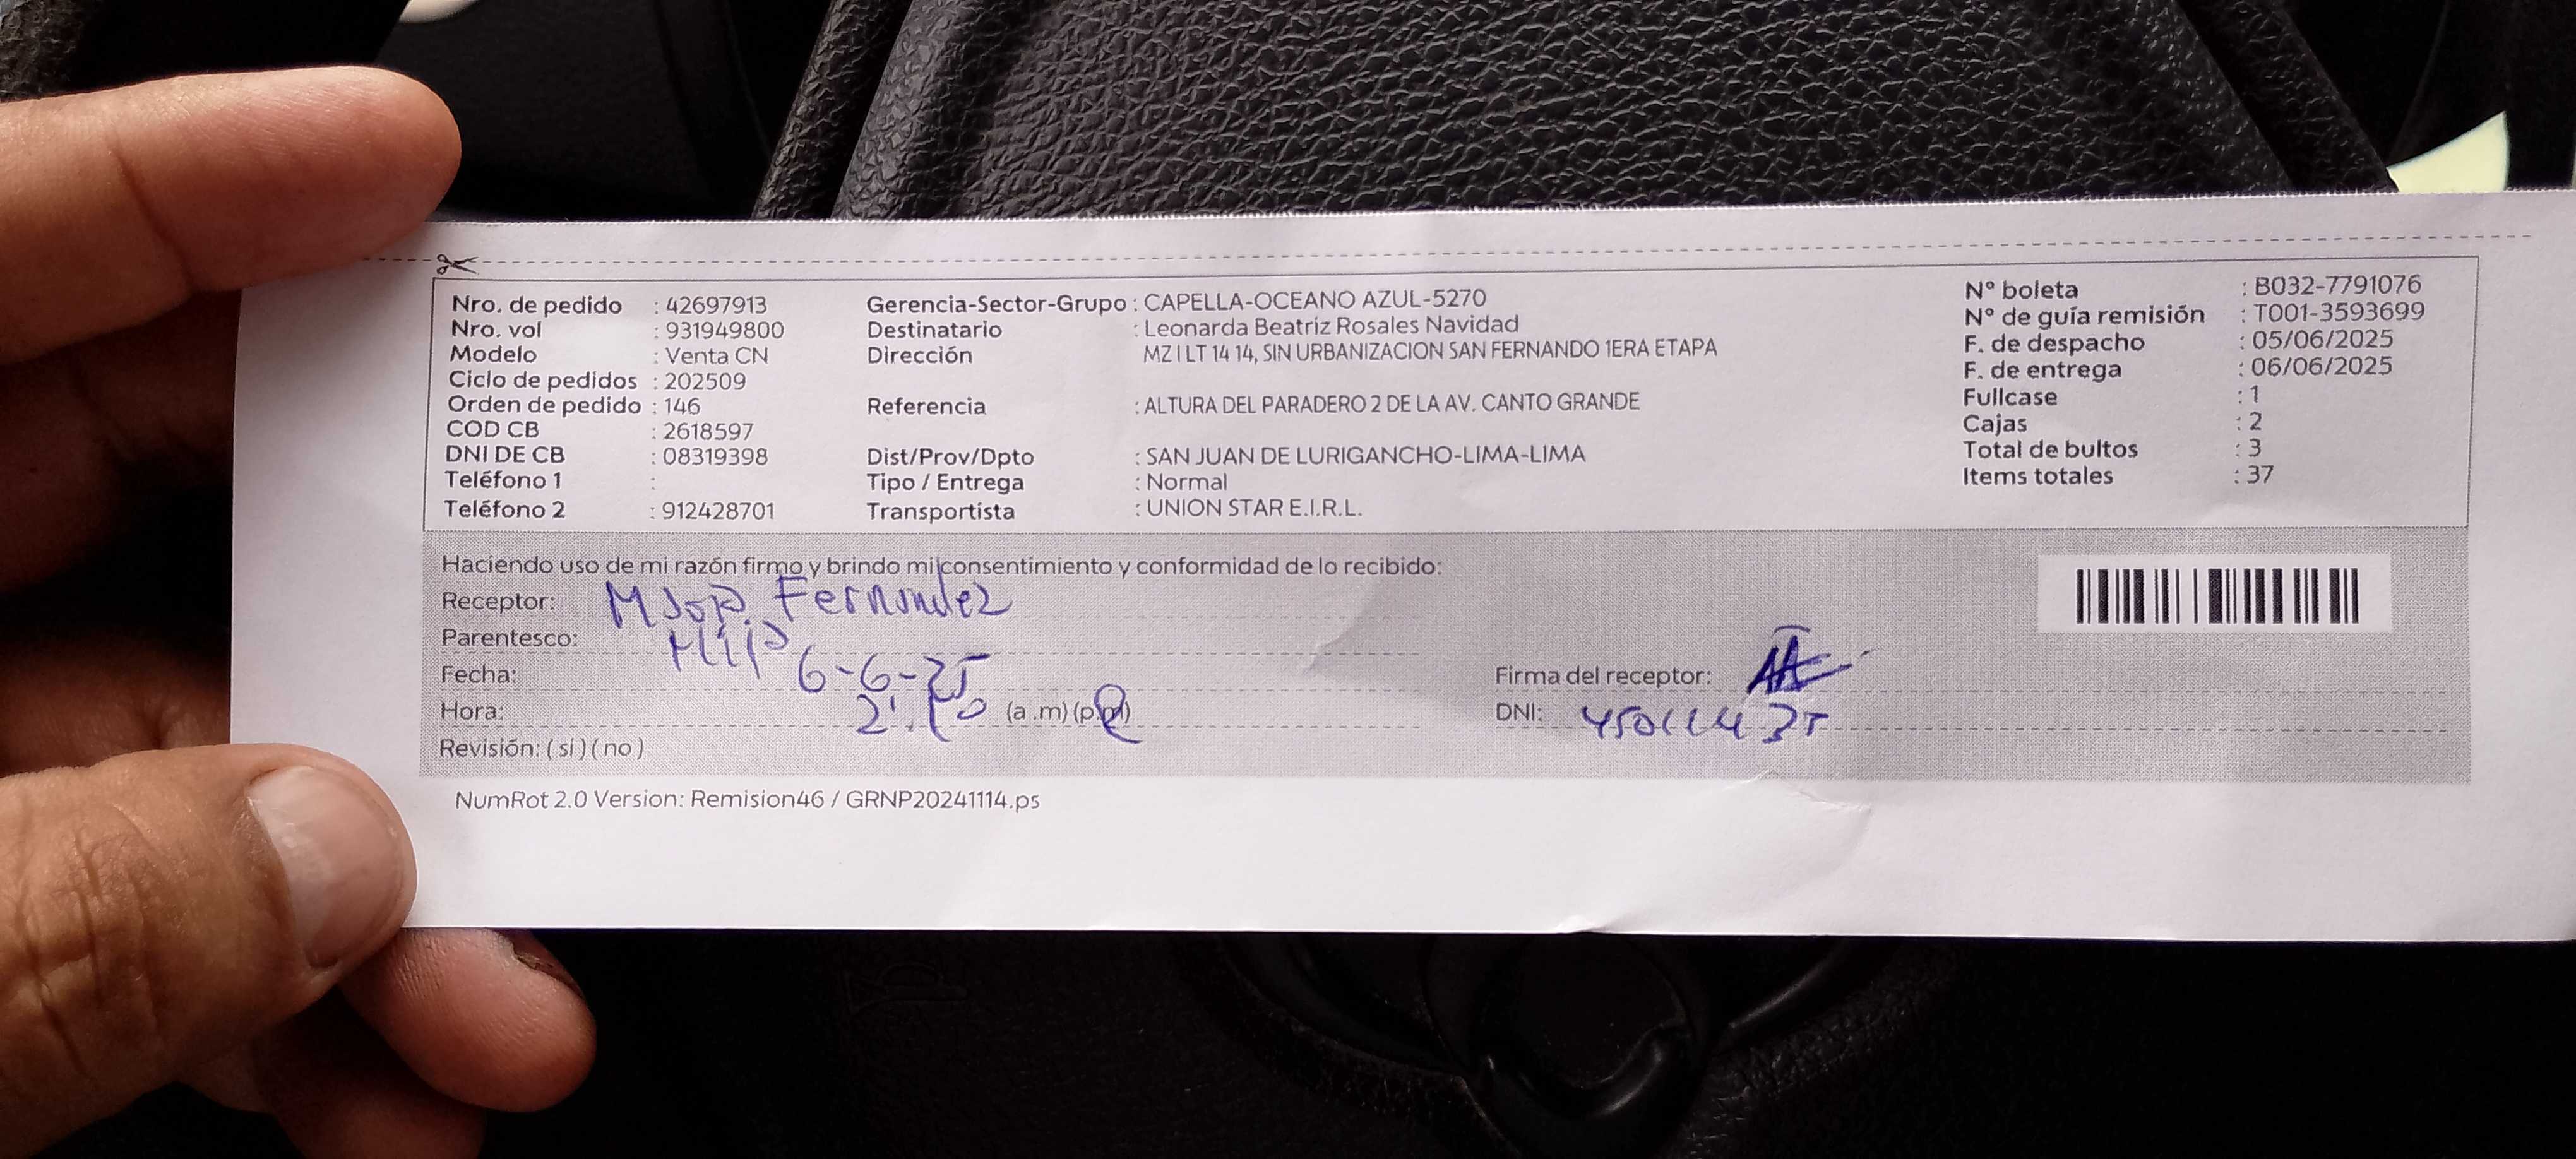 Nro. de pedido : 42697913
Nro. vol : 931949800
Modelo : Venta CN
Ciclo de pedidos : 202509
Orden de pedido : 146
COD CB : 2618597
DNI DE CB : 08319398
Teléfono 1 :
Teléfono 2 : 912428701
Gerencia-Sector-Grupo : CAPELLA-OCEANO AZUL-5270
Destinatario : Leonarda Beatriz Rosales Navidad
Dirección MZ I LT 14 14, SIN URBANIZACION SAN FERNANDO 1ERA ETAPA
Referencia : ALTURA DEL PARADERO 2 DE LA AV. CANTO GRANDE
Dist/Prov/Dpto : SAN JUAN DE LURIGANCHO-LIMA-LIMA
Tipo / Entrega : Normal
Transportista : UNION STAR E.I.R.L.
N° boleta : B032-7791076
N° de guía remisión : T001-3593699
F. de despacho : 05/06/2025
F. de entrega : 06/06/2025
Fullcase : 1
Cajas : 2
Total de bultos : 3
Items totales : 37
Haciendo uso de mi razón firmo y brindo mi consentimiento y conformidad de lo recibido:
Receptor: Fernandez
Parentesco:
Fecha: 6-6-25
Hora: (a.m) (p.m)
Revisión: ( si ) ( no )
Firma del receptor:
DNI:
NumRot 2.0 Version: Remision46 / GRNP20241114.ps